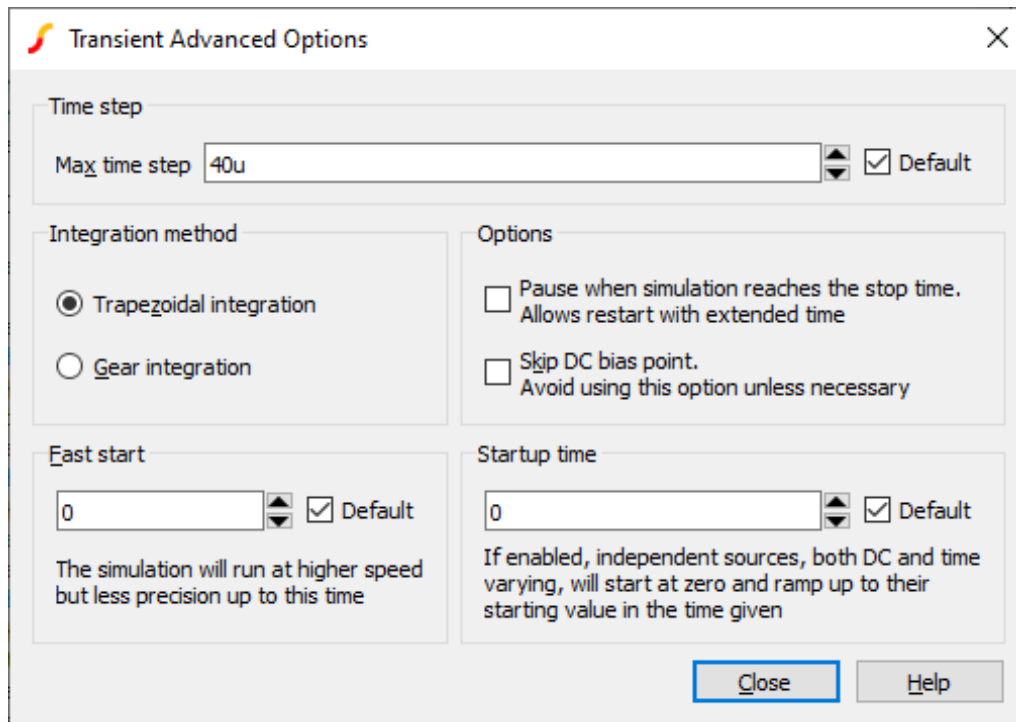 Transient Advanced Options
Time step
Max time step 40u Default
Integration method
Trapezoidal integration
Gear integration
Options
Pause when simulation reaches the stop time.
Allows restart with extended time
Skip DC bias point.
Avoid using this option unless necessary
Fast start
0 Default
The simulation will run at higher speed
but less precision up to this time
Startup time
0 Default
If enabled, independent sources, both DC and time
varying, will start at zero and ramp up to their
starting value in the time given
Close Help